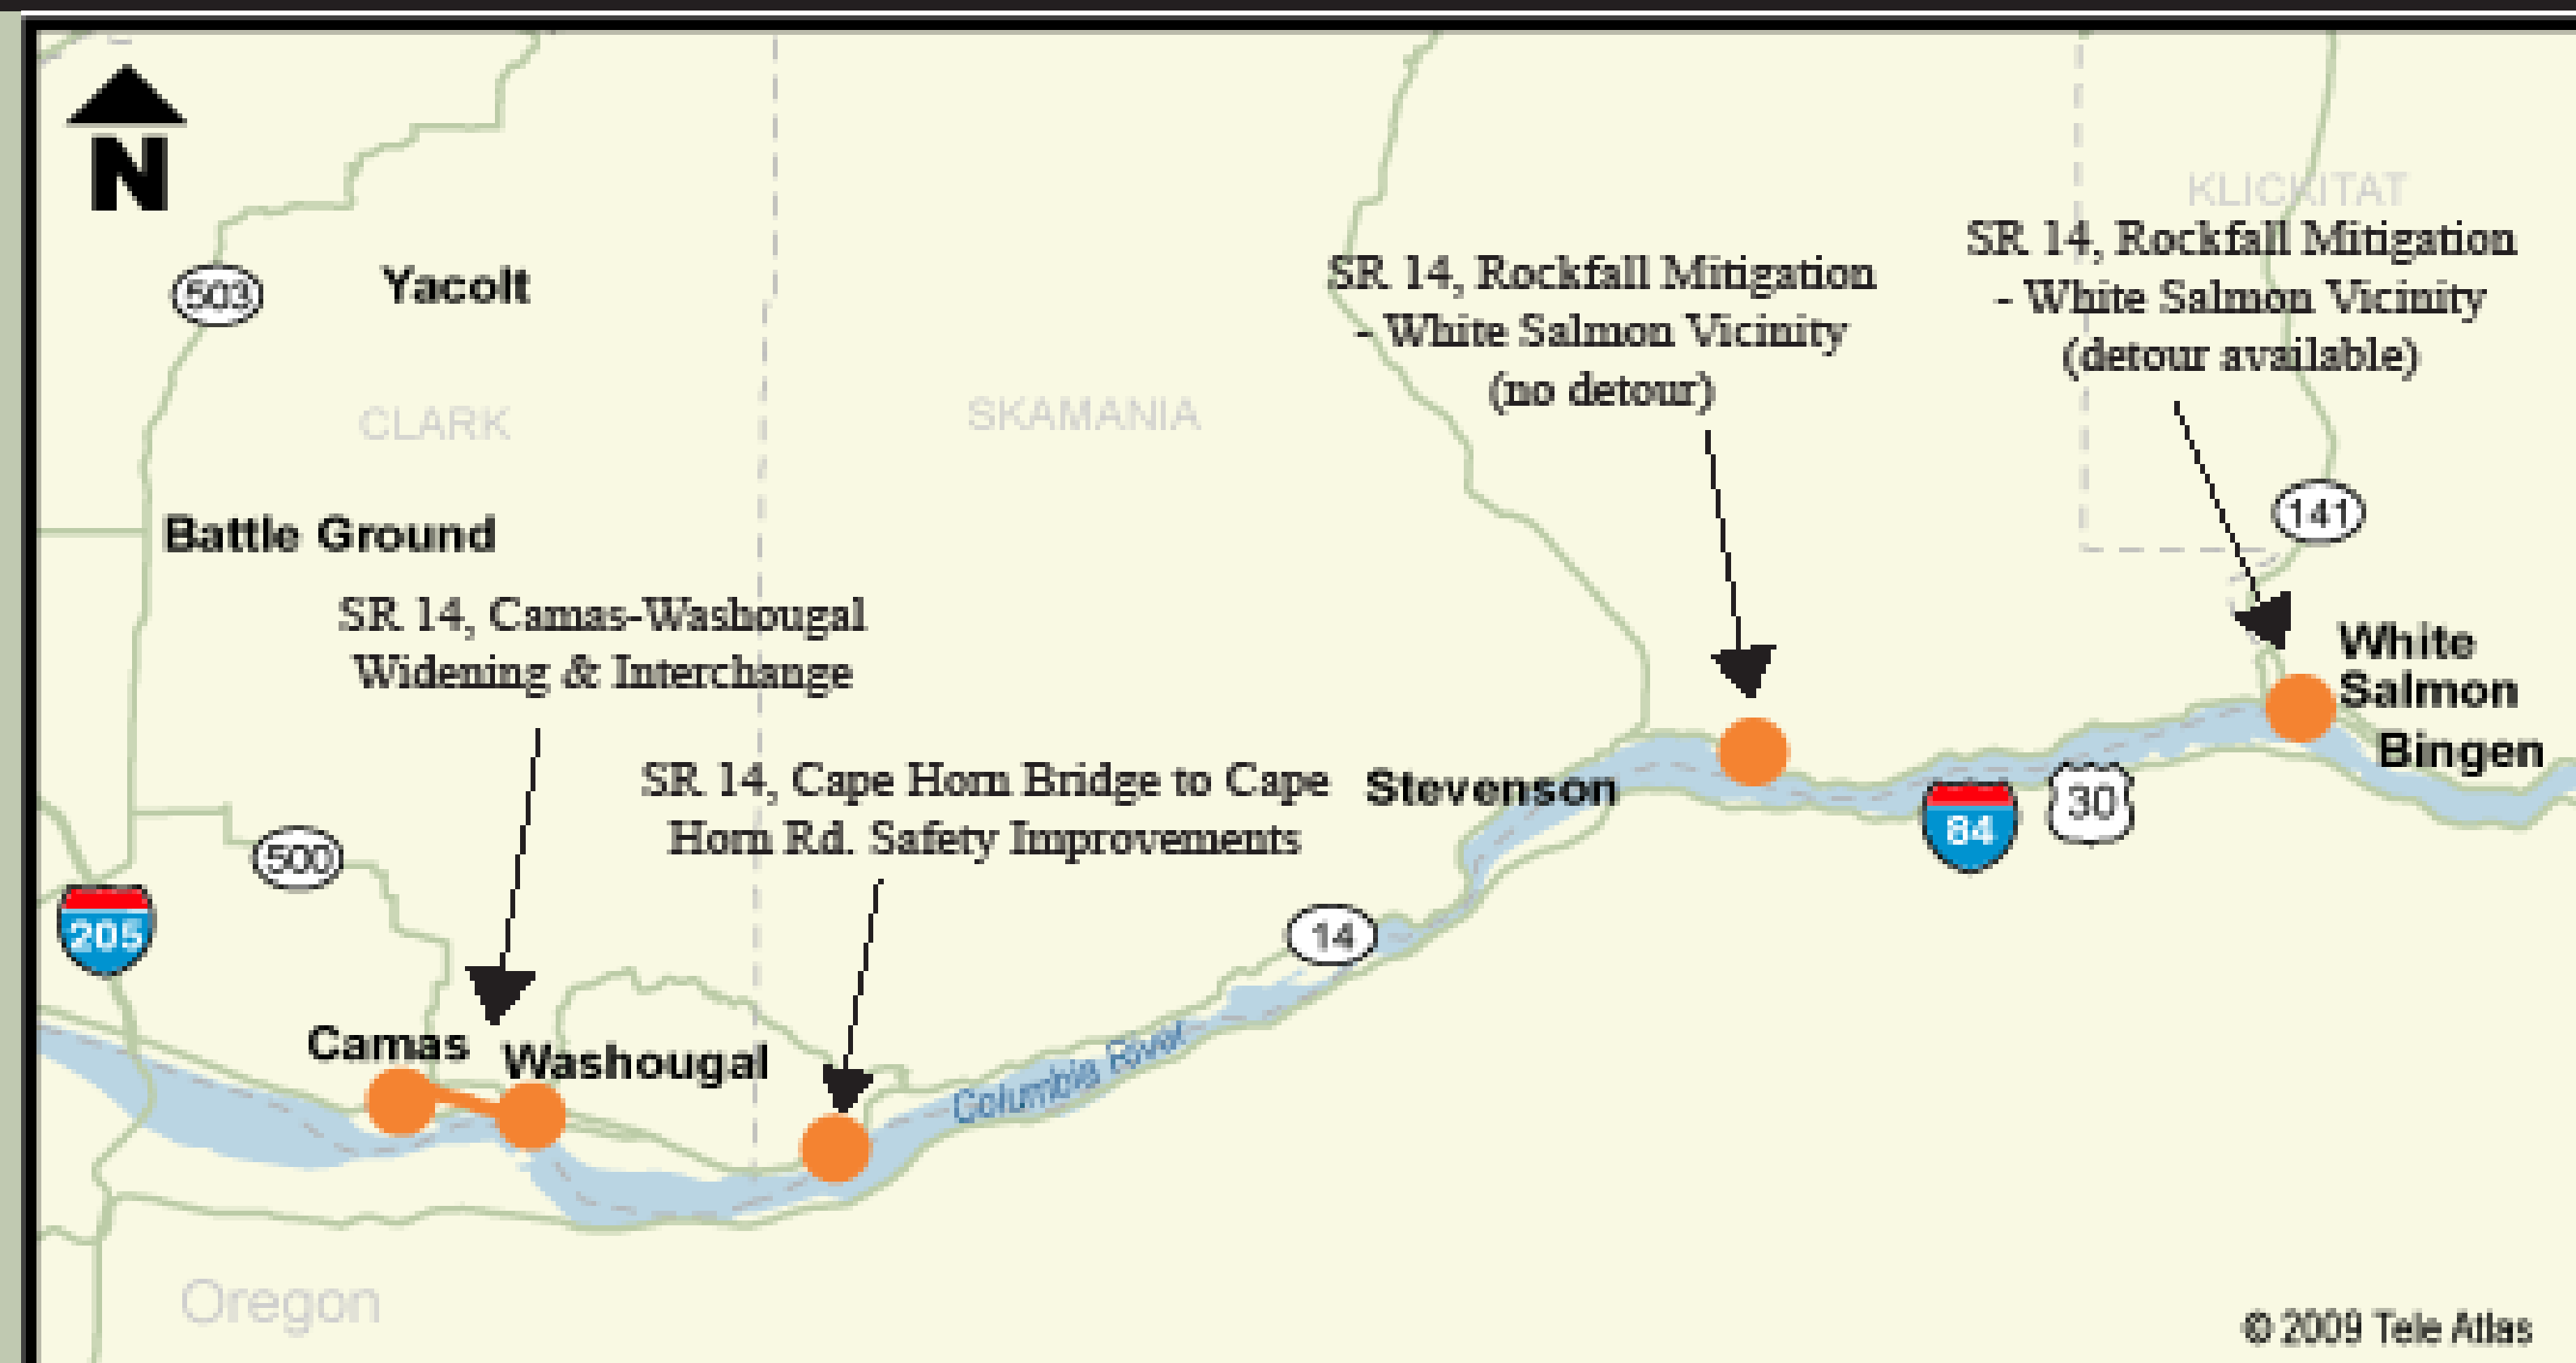 N
KLICKITAT
503
Yacolt
SR 14, Rockfall Mitigation
- White Salmon Vicinity
(no detour)
SR 14, Rockfall Mitigation
- White Salmon Vicinity
(detour available)
CLARK
SKAMANIA
141
Battle Ground
SR 14, Camas-Washougal
Widening & Interchange
White
Salmon
Bingen
SR 14, Cape Horn Bridge to Cape
Horn Rd. Safety Improvements
Stevenson
84
30
500
205
14
Camas
Washougal
Columbia River
Oregon
© 2009 Tele Atlas